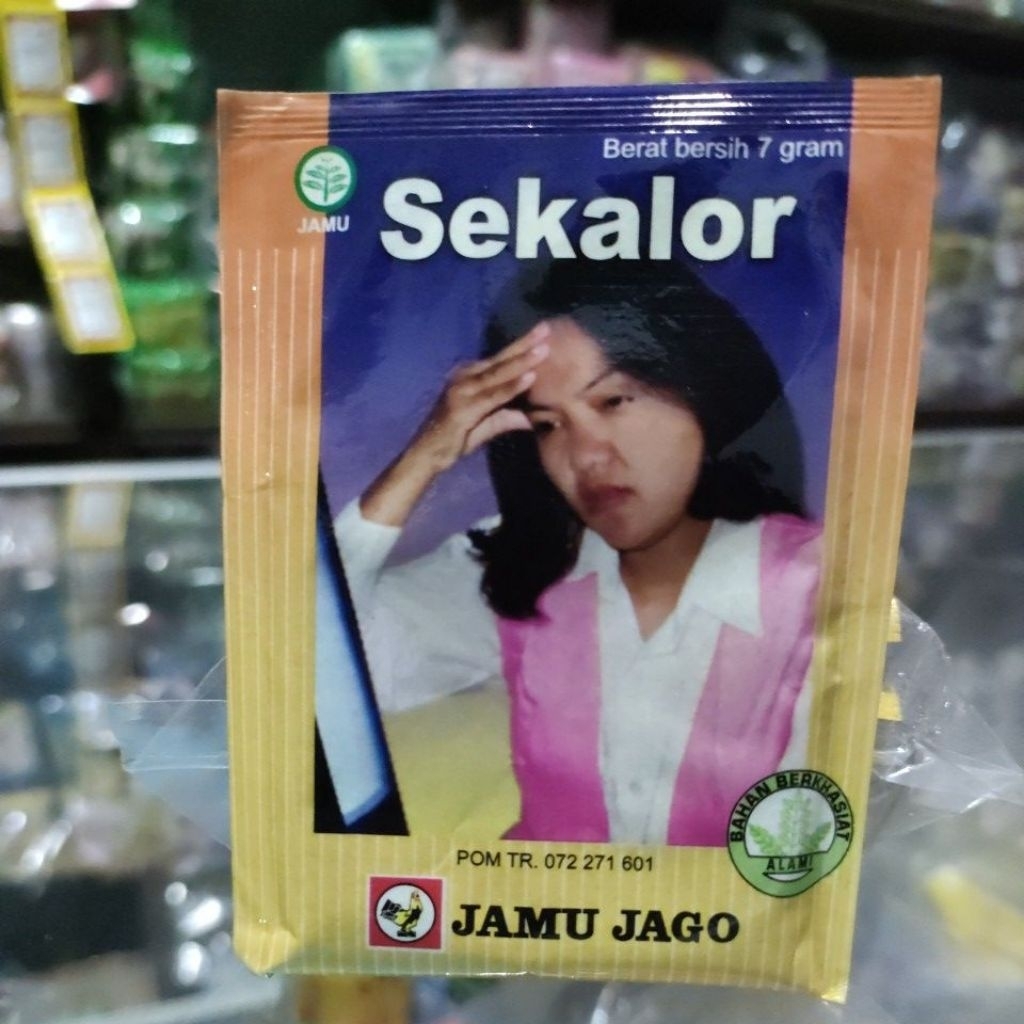 Berat bersih 7 gram
JAMU
Sekalor
BAHAN BERKHASIAT
ALAMI
POM TR. 072 271 601
JAMU JAGO